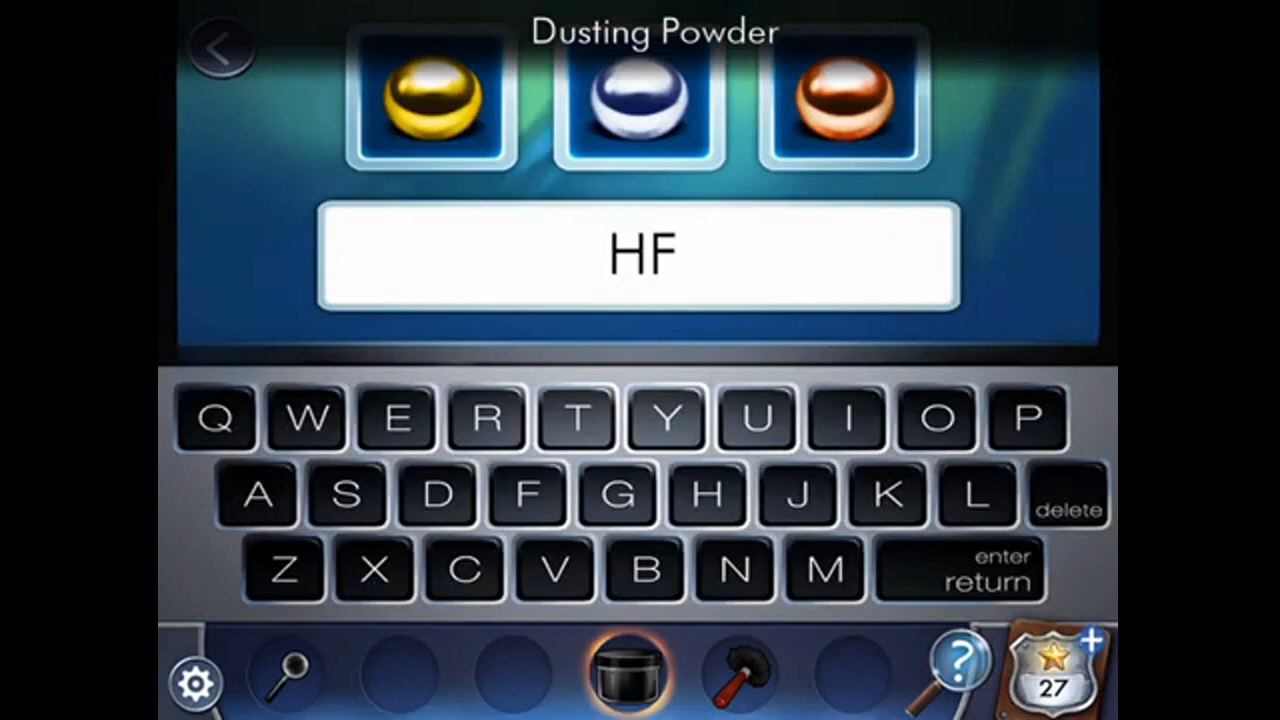 Dusting Powder
HF
Q W E R T Y U I O P
A S D F G H J K L delete
Z X C V B N M enter return
?
27 +